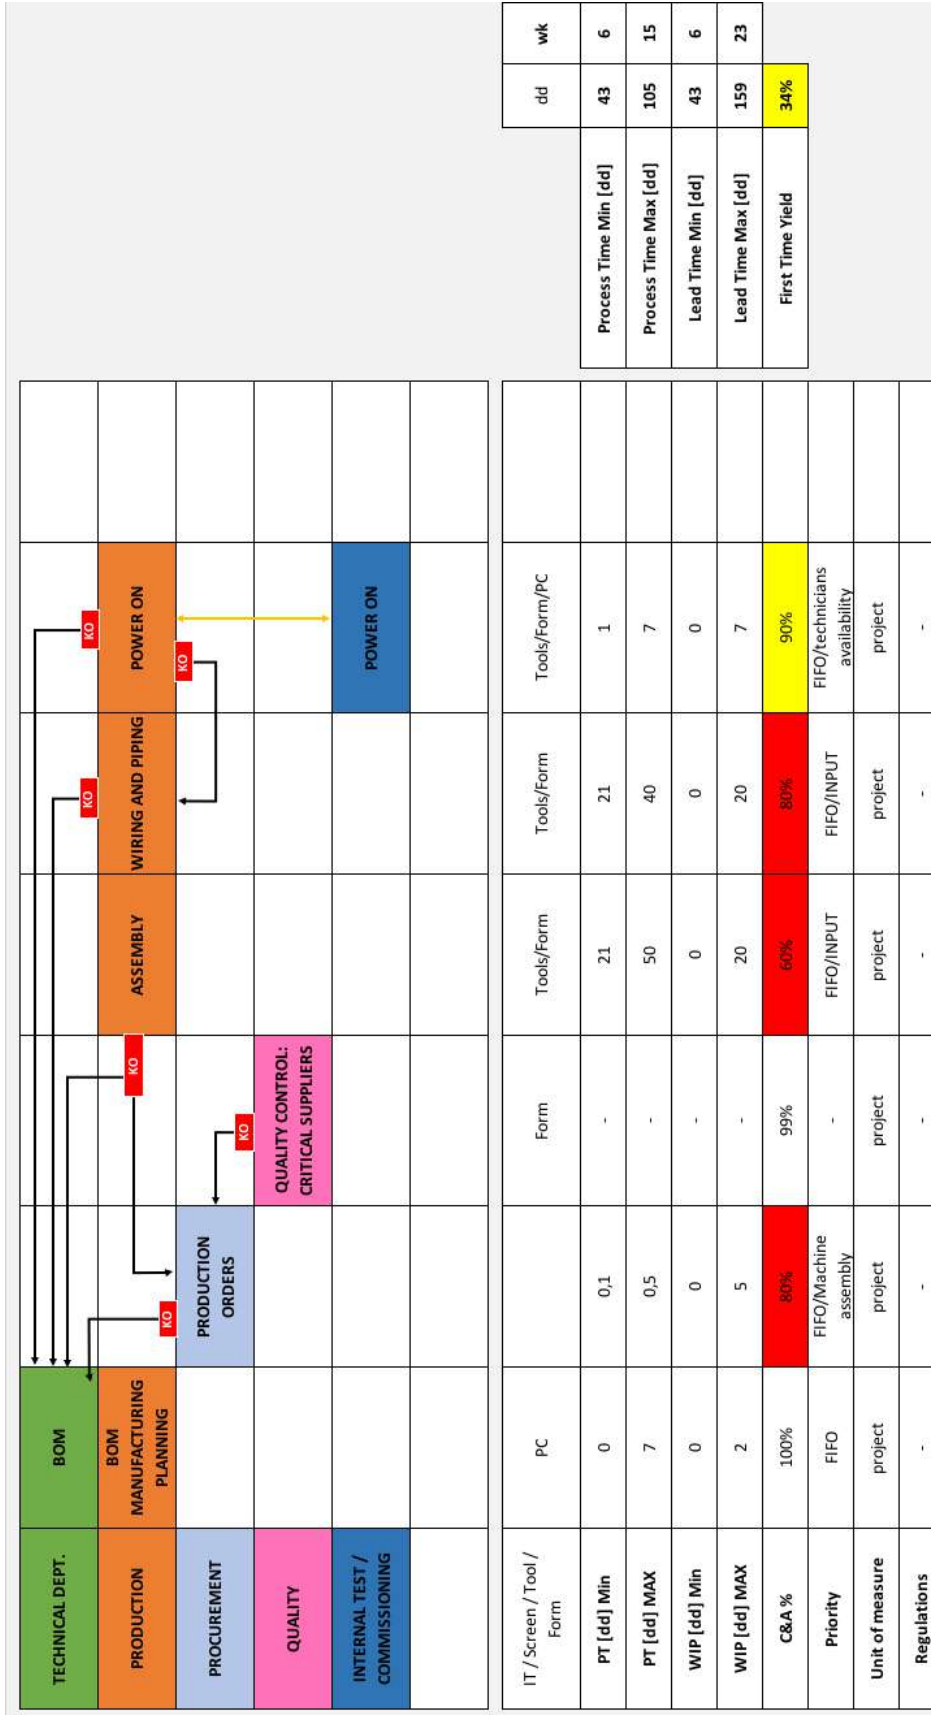 TECHNICAL DEPT.
BOM
KO
KO
PRODUCTION
BOM
MANUFACTURING
PLANNING
KO
KO
ASSEMBLY
WIRING AND PIPING
POWER ON
KO
PROCUREMENT
PRODUCTION
ORDERS
KO
QUALITY
QUALITY CONTROL:
CRITICAL SUPPLIERS
INTERNAL TEST /
COMMISSIONING
POWER ON
IT / Screen / Tool /
Form
PC
Form
Tools/Form
Tools/Form
Tools/Form/PC
dd
wk
PT [dd] Min
0
0,1
-
21
21
1
Process Time Min [dd]
43
6
PT [dd] MAX
7
0,5
-
50
40
7
Process Time Max [dd]
105
15
WIP [dd] Min
0
0
-
0
0
0
Lead Time Min [dd]
43
6
WIP [dd] MAX
2
5
-
20
20
7
Lead Time Max [dd]
159
23
C&A %
100%
80%
99%
60%
80%
90%
First Time Yield
34%
Priority
FIFO
FIFO/Machine
assembly
-
FIFO/INPUT
FIFO/INPUT
FIFO/technicians
availability
Unit of measure
project
project
project
project
project
project
Regulations
-
-
-
-
-
-